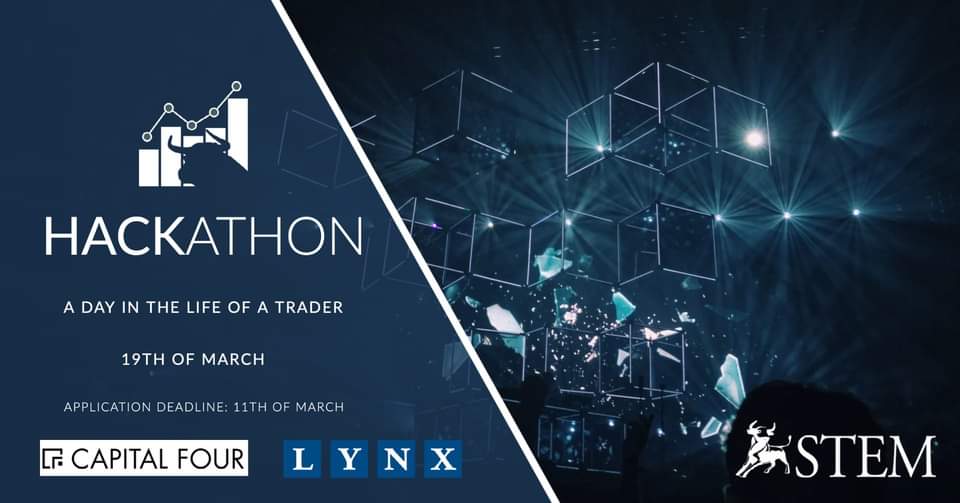 HACKATHON
A DAY IN THE LIFE OF A TRADER
19TH OF MARCH
APPLICATION DEADLINE: 11TH OF MARCH
CAPITAL FOUR
LYNX
STEM